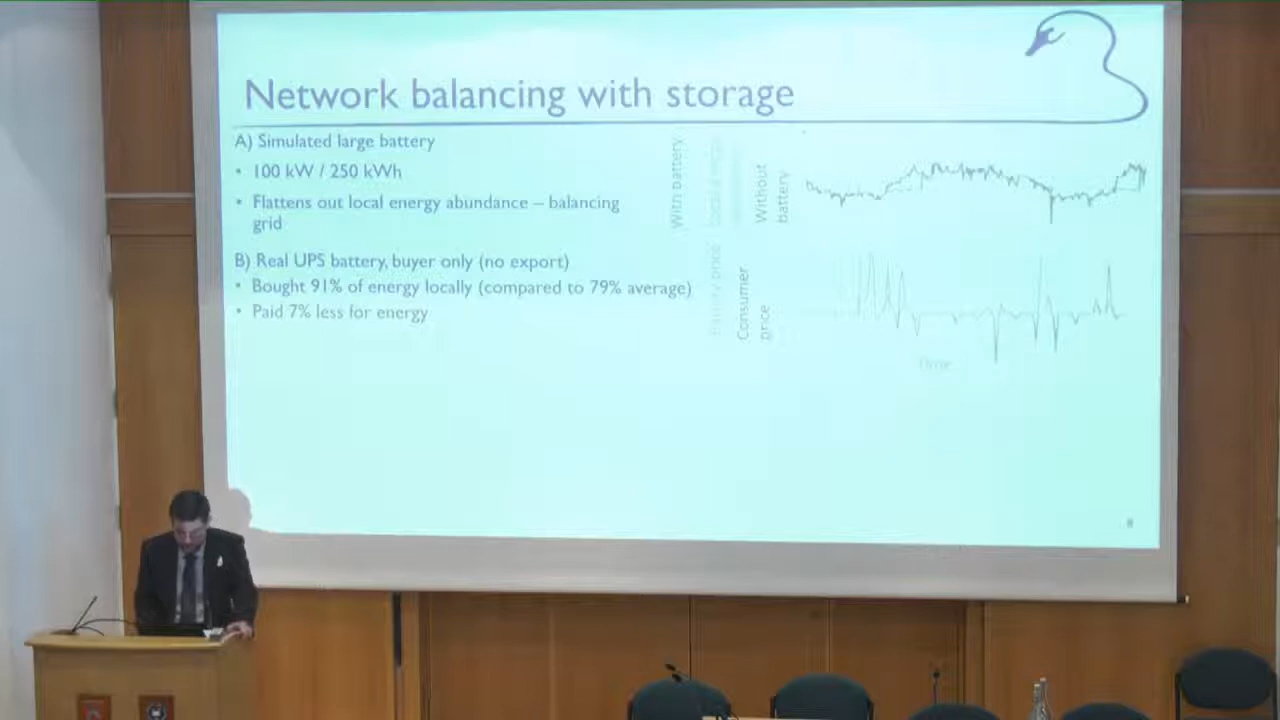 Network balancing with storage
A) Simulated large battery
• 100 kW / 250 kWh
• Flattens out local energy abundance – balancing
grid
B) Real UPS battery, buyer only (no export)
• Bought 91% of energy locally (compared to 79% average)
• Paid 7% less for energy
With battery
Without
battery
Consumer
price
Time
8